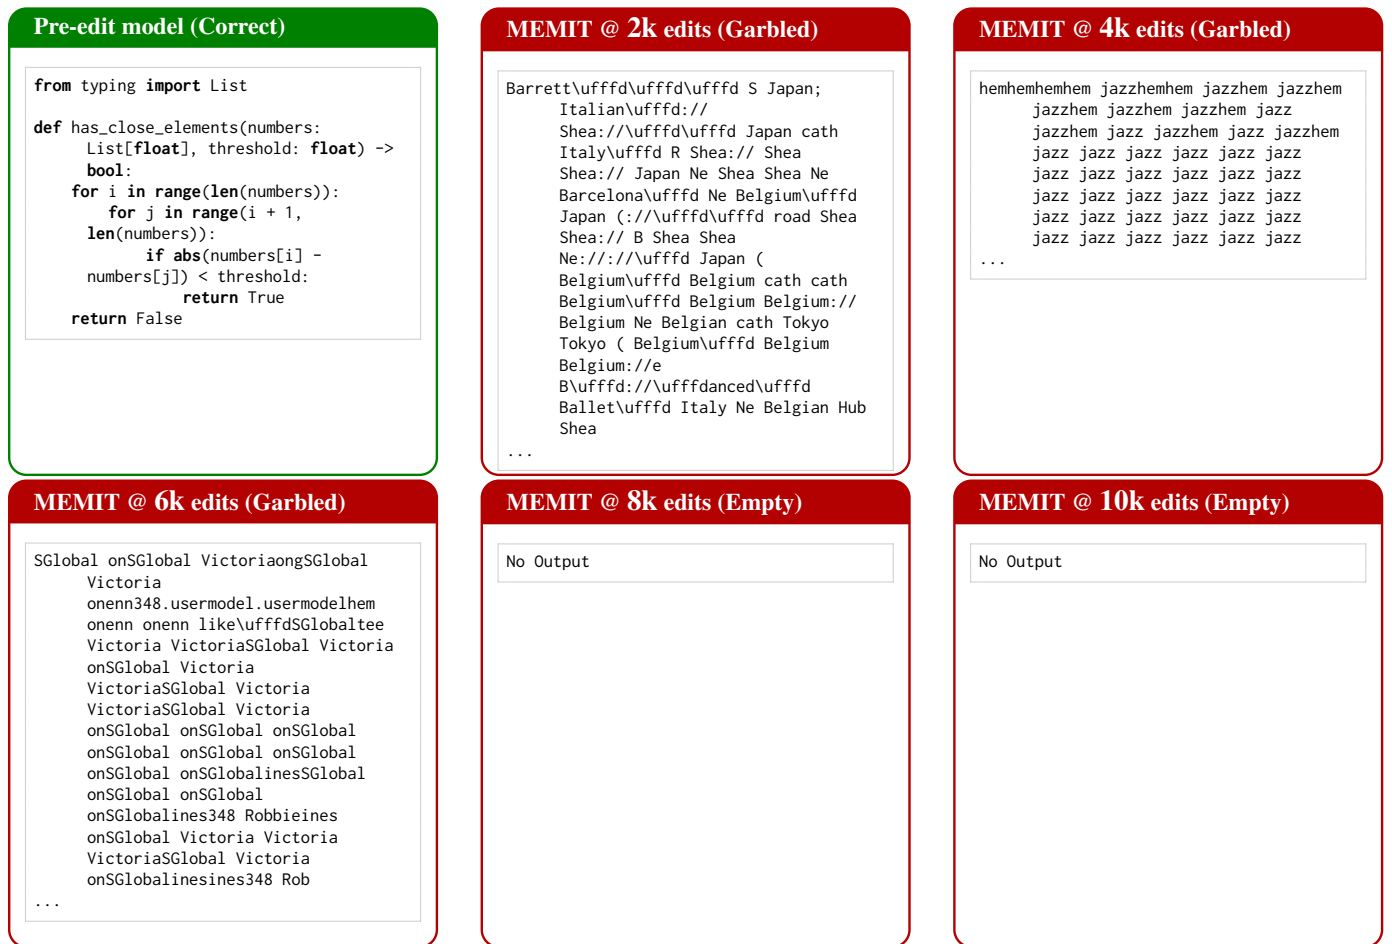 Pre-edit model (Correct)
from typing import List
def has_close_elements(numbers:
List[float], threshold: float) ->
bool:
for i in range(len(numbers)):
for j in range(i + 1,
len(numbers)):
if abs(numbers[i] -
numbers[j]) < threshold:
return True
return False
MEMIT @ 2k edits (Garbled)
Barrett\ufffd\ufffd\ufffd S Japan;
Italian\ufffd://
Shea://\ufffd\ufffd Japan cath
Italy\ufffd R Shea:// Shea
Shea:// Japan Ne Shea Shea Ne
Barcelona\ufffd Ne Belgium\ufffd
Japan (://\ufffd\ufffd road Shea
Shea:// B Shea Shea
Ne://://\ufffd Japan (
Belgium\ufffd Belgium cath cath
Belgium\ufffd Belgium Belgium://
Belgium Ne Belgian cath Tokyo
Tokyo ( Belgium\ufffd Belgium
Belgium://e
B\ufffd://\ufffdanced\ufffd
Ballet\ufffd Italy Ne Belgian Hub
Shea
...
MEMIT @ 4k edits (Garbled)
hemhemhemhem jazzhemhem jazzhem jazzhem
jazzhem jazzhem jazzhem jazz
jazzhem jazz jazzhem jazz jazzhem
jazz jazz jazz jazz jazz jazz
jazz jazz jazz jazz jazz jazz
jazz jazz jazz jazz jazz jazz
jazz jazz jazz jazz jazz jazz
jazz jazz jazz jazz jazz jazz
...
MEMIT @ 6k edits (Garbled)
SGlobal onSGlobal VictoriaongSGlobal
Victoria
onenn348.usermodel.usermodelhem
onenn onenn like\ufffdSGlobaltee
Victoria VictoriaSGlobal Victoria
onSGlobal Victoria
VictoriaSGlobal Victoria
VictoriaSGlobal Victoria
onSGlobal onSGlobal onSGlobal
onSGlobal onSGlobal onSGlobal
onSGlobal onSGlobalinesSGlobal
onSGlobal onSGlobal
onSGlobalines348 Robbieines
onSGlobal Victoria Victoria
VictoriaSGlobal Victoria
onSGlobalinesines348 Rob
...
MEMIT @ 8k edits (Empty)
No Output
MEMIT @ 10k edits (Empty)
No Output